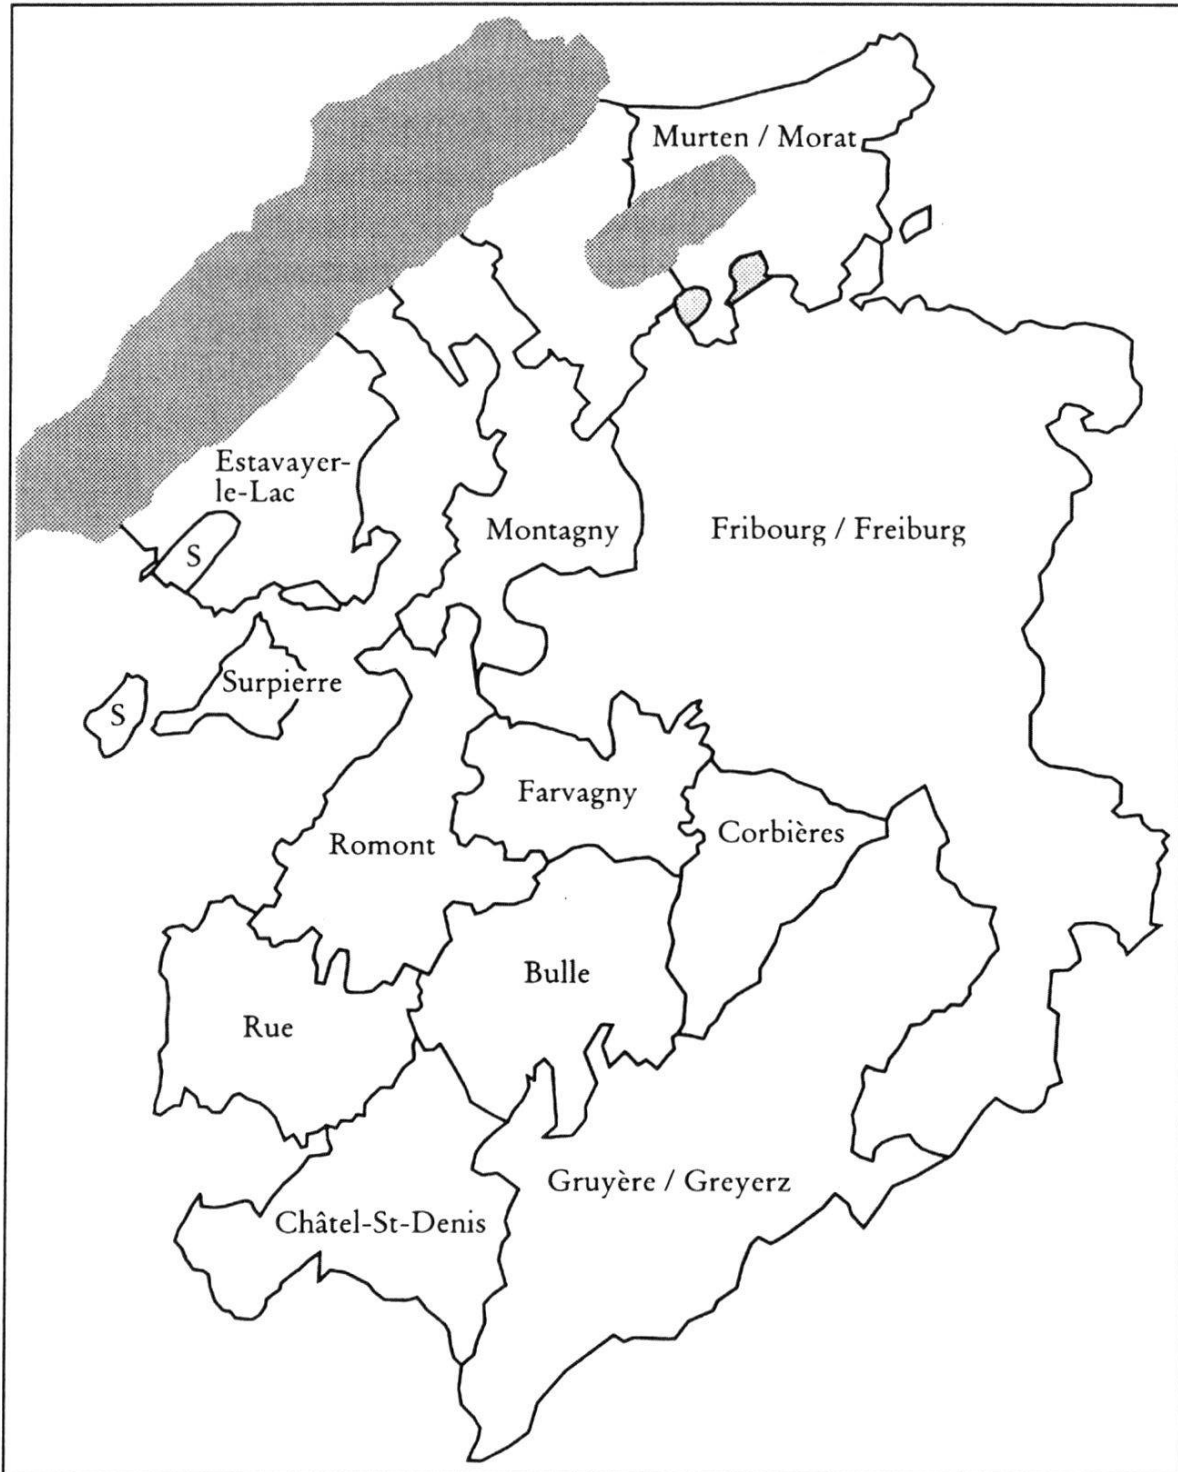 Murten / Morat
Estavayer-
le-Lac
Montagny
Fribourg / Freiburg
S
Surpierre
S
Farvagny
Corbières
Romont
Bulle
Rue
Gruyère / Greyerz
Châtel-St-Denis